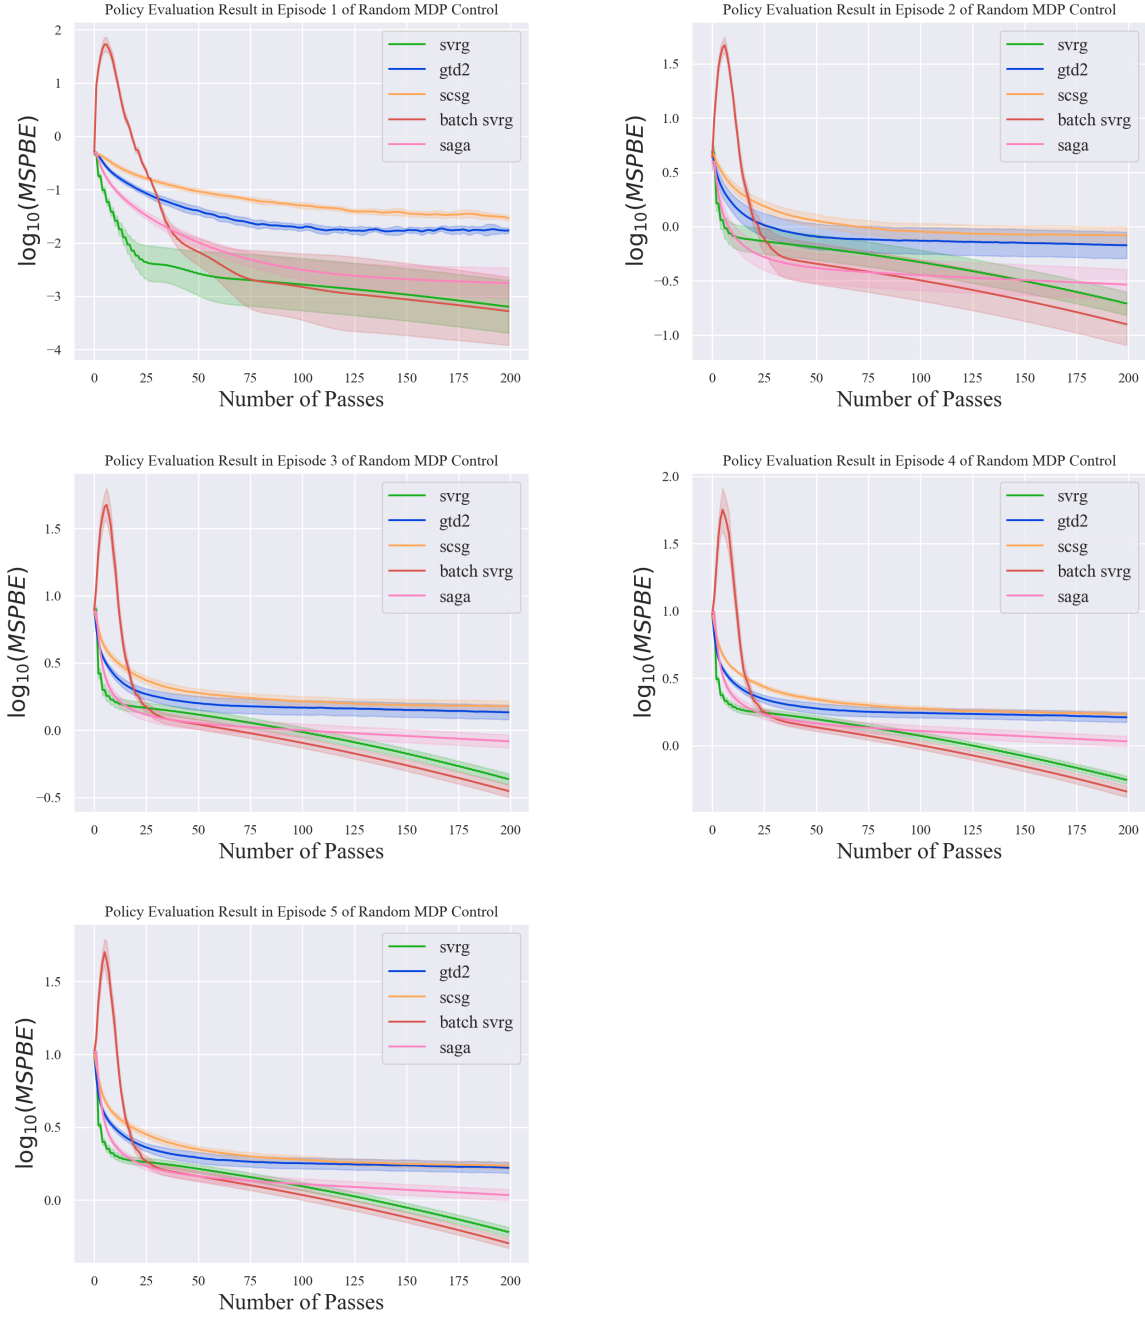 Policy Evaluation Result in Episode 1 of Random MDP Control
2
1
0
−1
−2
−3
−4
log10(MSPBE)
svrg
gtd2
scsg
batch svrg
saga
0 25 50 75 100 125 150 175 200
Number of Passes
Policy Evaluation Result in Episode 2 of Random MDP Control
1.5
1.0
0.5
0.0
−0.5
−1.0
log10(MSPBE)
svrg
gtd2
scsg
batch svrg
saga
0 25 50 75 100 125 150 175 200
Number of Passes
Policy Evaluation Result in Episode 3 of Random MDP Control
1.5
1.0
0.5
0.0
−0.5
log10(MSPBE)
svrg
gtd2
scsg
batch svrg
saga
0 25 50 75 100 125 150 175 200
Number of Passes
Policy Evaluation Result in Episode 4 of Random MDP Control
2.0
1.5
1.0
0.5
0.0
log10(MSPBE)
svrg
gtd2
scsg
batch svrg
saga
0 25 50 75 100 125 150 175 200
Number of Passes
Policy Evaluation Result in Episode 5 of Random MDP Control
1.5
1.0
0.5
0.0
log10(MSPBE)
svrg
gtd2
scsg
batch svrg
saga
0 25 50 75 100 125 150 175 200
Number of Passes